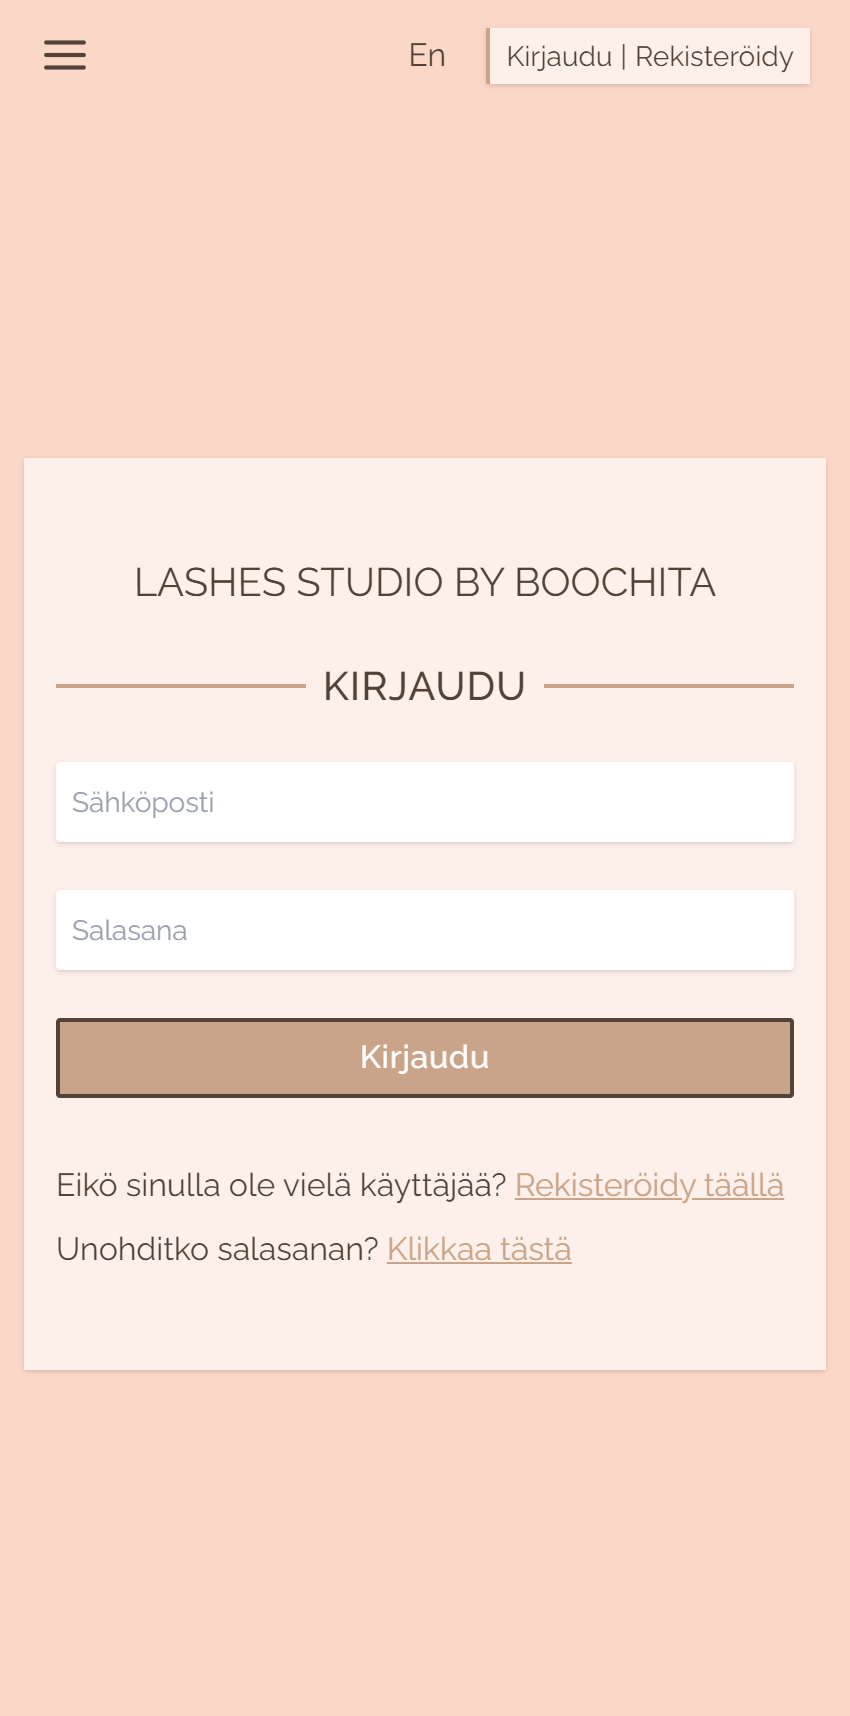 En
Kirjaudu | Rekisteröidy
LASHES STUDIO BY BOOCHITA
KIRJAUDU
Sähköposti
Salasana
Kirjaudu
Eikö sinulla ole vielä käyttäjää? Rekisteröidy täällä
Unohditko salasanan? Klikkaa tästä